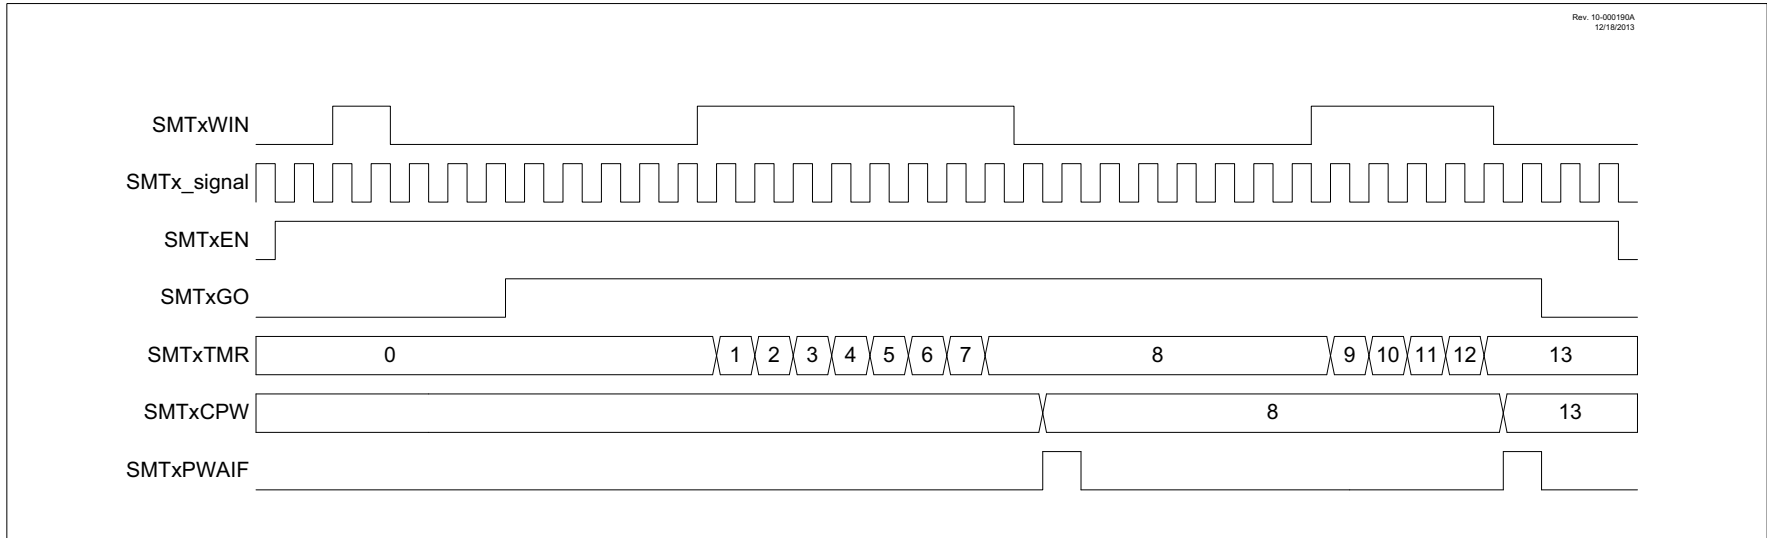 Rev. 10-000190A
12/18/2013
SMTxWIN
SMTx_signal
SMTxEN
SMTxGO
SMTxTMR 0 1 2 3 4 5 6 7 8 9 10 11 12 13
SMTxCPW 8 13
SMTxPWAIF